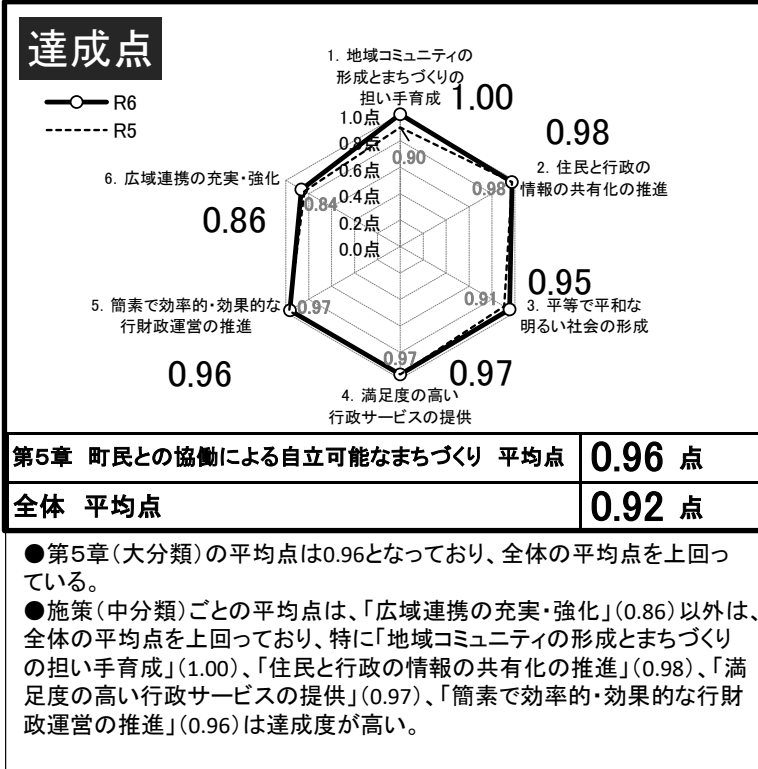 達成点
R6
R5
1. 地域コミュニティの
形成とまちづくりの
担い手育成
1.00
0.98
2. 住民と行政の
情報の共有化の推進
0.95
3. 平等で平和な
明るい社会の形成
0.97
4. 満足度の高い
行政サービスの提供
5. 簡素で効率的・効果的な
行財政運営の推進
0.96
6. 広域連携の充実・強化
0.86
1.0点
0.8点
0.6点
0.4点
0.2点
0.0点
0.90
0.98
0.91
0.97
0.97
0.84
第5章 町民との協働による自立可能なまちづくり 平均点 0.96 点
全体 平均点 0.92 点
●第5章(大分類)の平均点は0.96となっており、全体の平均点を上回っ
ている。
●施策(中分類)ごとの平均点は、「広域連携の充実・強化」(0.86)以外は、
全体の平均点を上回っており、特に「地域コミュニティの形成とまちづくり
の担い手育成」(1.00)、「住民と行政の情報の共有化の推進」(0.98)、「満
足度の高い行政サービスの提供」(0.97)、「簡素で効率的・効果的な行財
政運営の推進」(0.96)は達成度が高い。